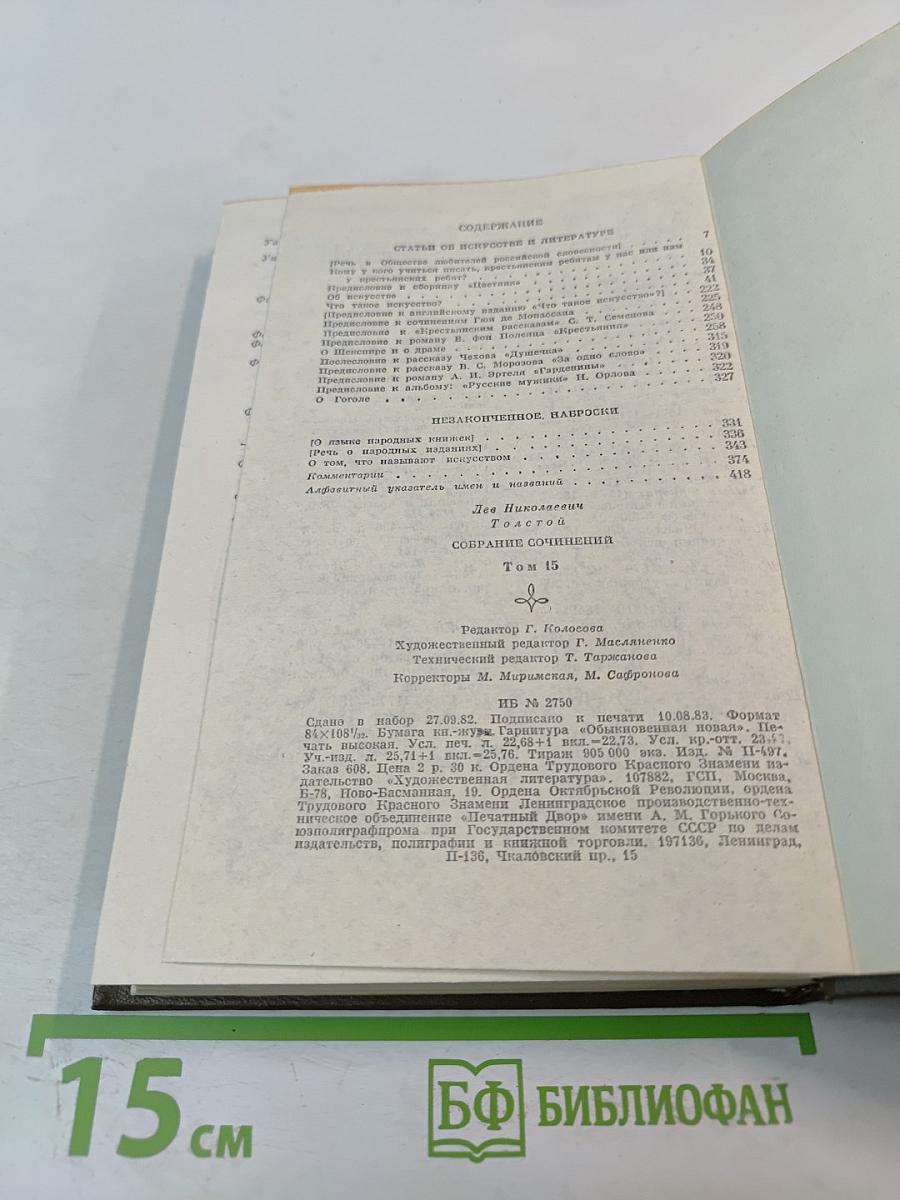 СОДЕРЖАНИЕ
СТАТЬИ ОБ ИСКУССТВЕ И ЛИТЕРАТУРЕ
[Речь в Обществе любителей российской словесности] . . . . . 7
Кому у кого учиться писать, крестьянским ребятам у нас или нам
у крестьянских ребят? . . . . . 10
Предисловие к сборнику «Цветник» . . . . . 34
Об искусстве . . . . . 37
Что такое искусство? . . . . . 41
[Предисловие к английскому изданию «Что такое искусство»?] . 222
Предисловие к сочинениям Гюи де Мопассана . . . . . 225
Предисловие к «Крестьянским рассказам» С. Т. Семенова . . 248
Предисловие к роману В. фон Поленца «Крестьянин» . . . 250
О Шекспире и о драме . . . . . 258
Послесловие к рассказу Чехова «Душечка» . . . . . 315
Предисловие к рассказу В. С. Морозова «За одно слово» . . . 319
Предисловие к роману А. И. Эртеля «Гарденины» . . . . 320
Предисловие к альбому: «Русские мужики» Н. Орлова . . . 322
О Гоголе . . . . . 327
НЕЗАКОНЧЕННОЕ, НАБРОСКИ
[О языке народных книжек] . . . . . 331
[Речь о народных изданиях] . . . . . 336
О том, что называют искусством . . . . . 343
Комментарии . . . . . 374
Алфавитный указатель имен и названий . . . . . 418
Лев Николаевич
Толстой
СОБРАНИЕ СОЧИНЕНИЙ
Том 15
Редактор Г. Колосова
Художественный редактор Г. Масляненко
Технический редактор Т. Таржанова
Корректоры М. Миримская, М. Сафронова
ИБ № 2750
Сдано в набор 27.09.82. Подписано к печати 10.08.83. Формат
84×108¹/₃₂. Бумага кн.-журн. Гарнитура «Обыкновенная новая». Пе-
чать высокая. Усл. печ. л. 22,68+1 вкл.=22,73. Усл. кр.-отт.
Уч.-изд. л. 25,71+1 вкл.=25,76. Тираж 905 000 экз. Изд. № II-497.
Заказ 608. Цена 2 р. 30 к. Ордена Трудового Красного Знамени из-
дательство «Художественная литература». 107882, ГСП, Москва,
Б-78, Ново-Басманная, 19. Ордена Октябрьской Революции, ордена
Трудового Красного Знамени Ленинградское производственно-тех-
ническое объединение «Печатный Двор» имени А. М. Горького Со-
юзполиграфпрома при Государственном комитете СССР по делам
издательств, полиграфии и книжной торговли. 197136, Ленинград,
П-136, Чкаловский пр., 15
15 см
БФ БИБЛИОФАН